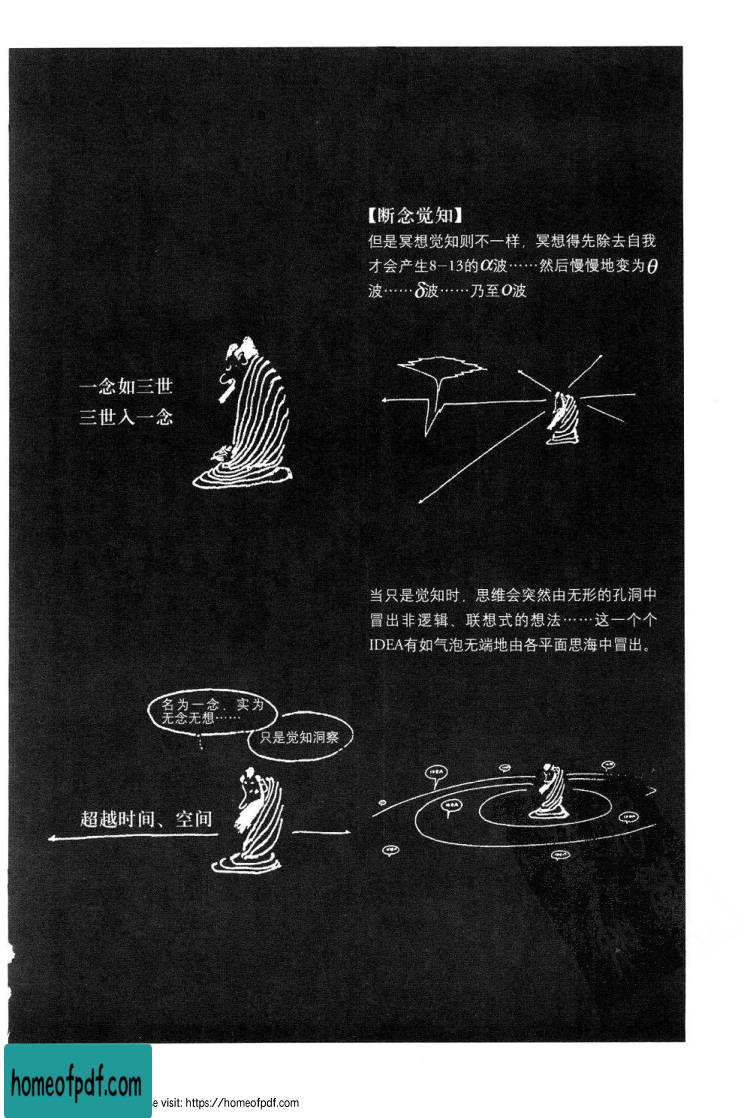 【断念觉知】
但是冥想觉知则不一样，冥想得先除去自我
才会产生8-13的α波……然后慢慢地变为θ
波……δ波……乃至O波
一念如三世
三世入一念
当只是觉知时，思维会突然由无形的孔洞中
冒出非逻辑、联想式的想法……这一个个
IDEA有如气泡无端地由各平面思海中冒出。
名为一念，实为
无念无想……
只是觉知洞察
超越时间、空间
IDEA
IDEA
IDEA
homeofpdf.com
e visit: https://homeofpdf.com